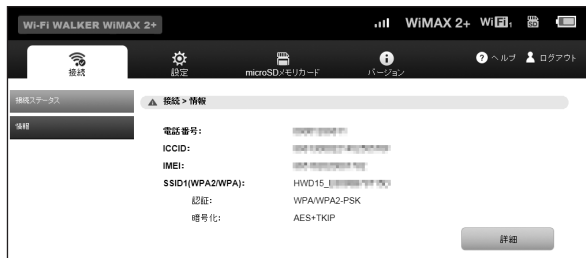 Wi-Fi WALKER WiMAX 2+
WiMAX 2+ WiFi1
接続 設定 microSDメモリカード バージョン ヘルプ ログアウト
接続ステータス
情報
接続 > 情報
電話番号:
ICCID:
IMEI:
SSID1(WPA2/WPA): HWD15_
認証: WPA/WPA2-PSK
暗号化: AES+TKIP
詳細